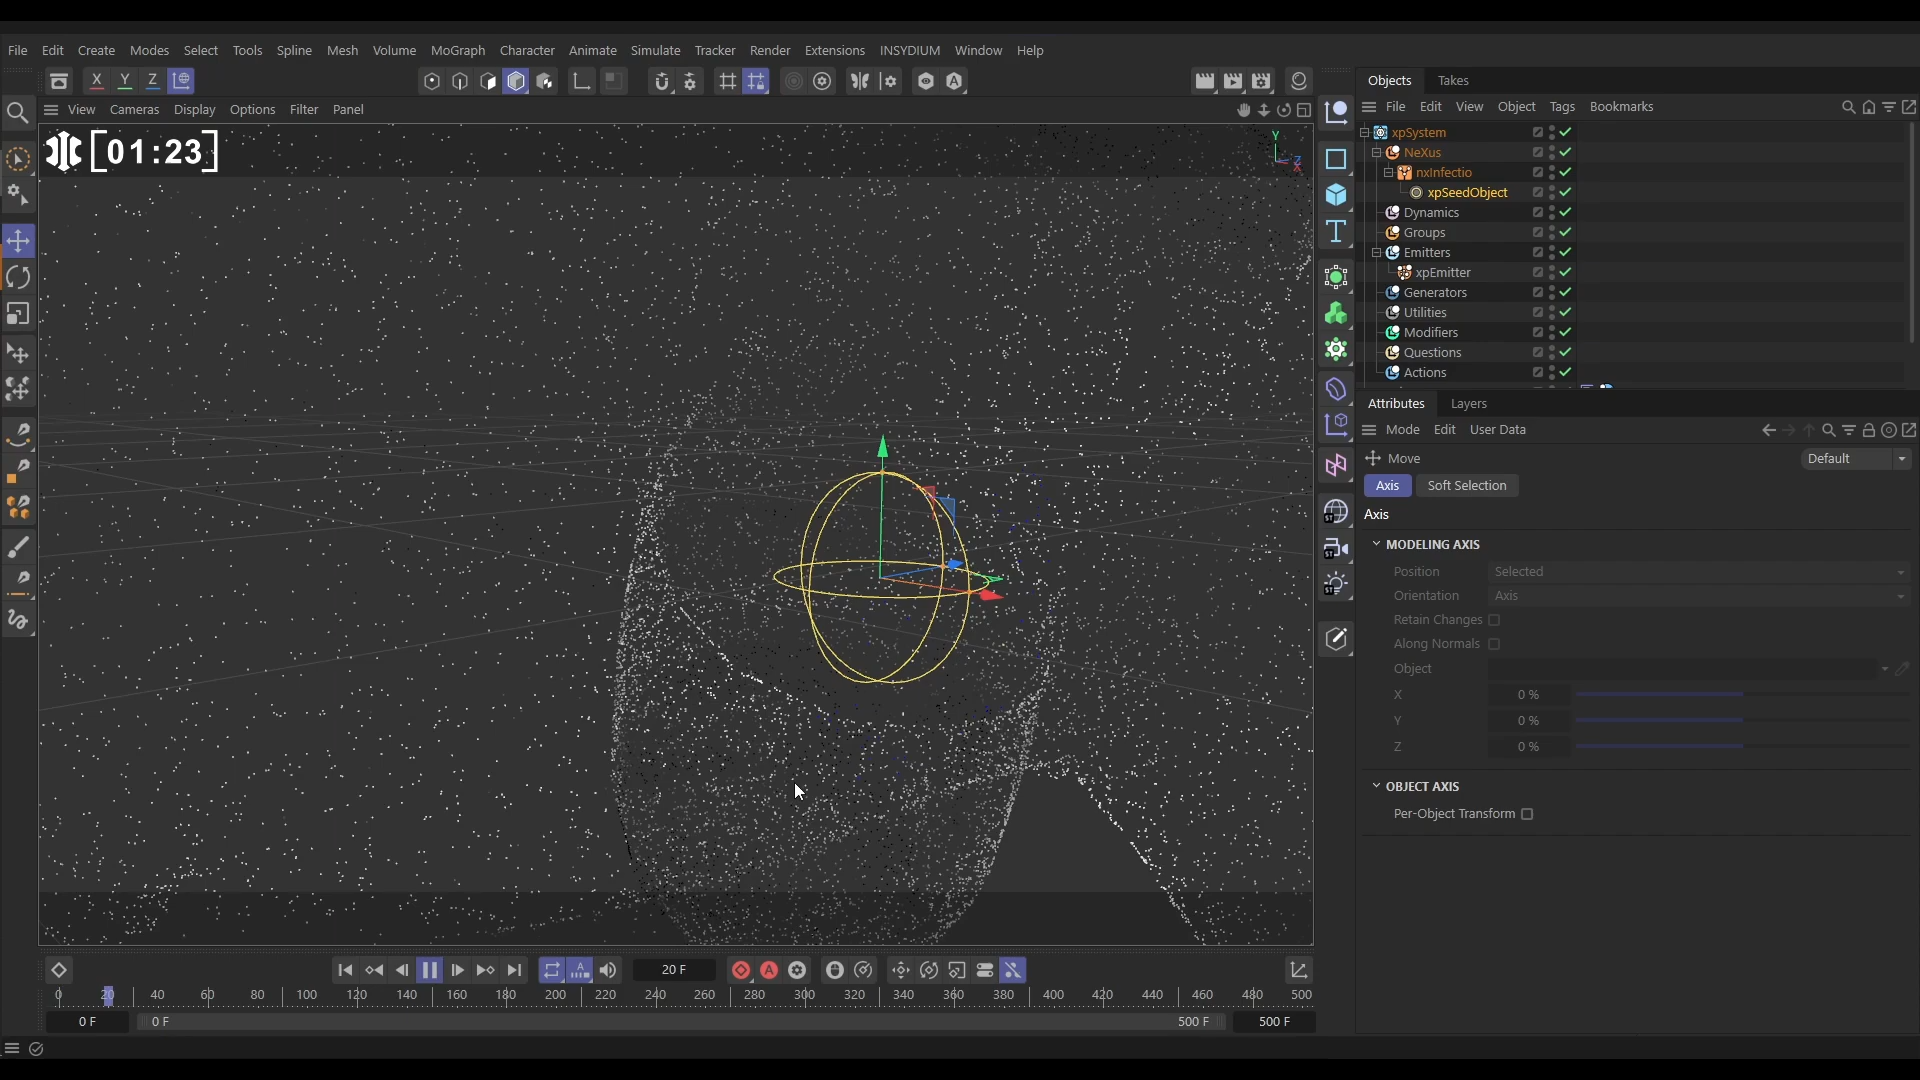 File Edit Create Modes Select Tools Spline Mesh Volume MoGraph Character Animate Simulate Tracker Render Extensions INSYDIUM Window Help
X Y Z
Objects Takes
View Cameras Display Options Filter Panel
File Edit View Object Tags Bookmarks
[01:23]
Y
Z
X
xpSystem
NeXus
nxInfectio
xpSeedObject
Dynamics
Groups
Emitters
xpEmitter
Generators
Utilities
Modifiers
Questions
Actions
Attributes Layers
Mode Edit User Data
Move Default
Axis Soft Selection
Axis
MODELING AXIS
Position Selected
Orientation Axis
Retain Changes
Along Normals
Object
X 0 %
Y 0 %
Z 0 %
OBJECT AXIS
Per-Object Transform
20 F
0 20 40 60 80 100 120 140 160 180 200 220 240 260 280 300 320 340 360 380 400 420 440 460 480 500
0 F 0 F 500 F 500 F